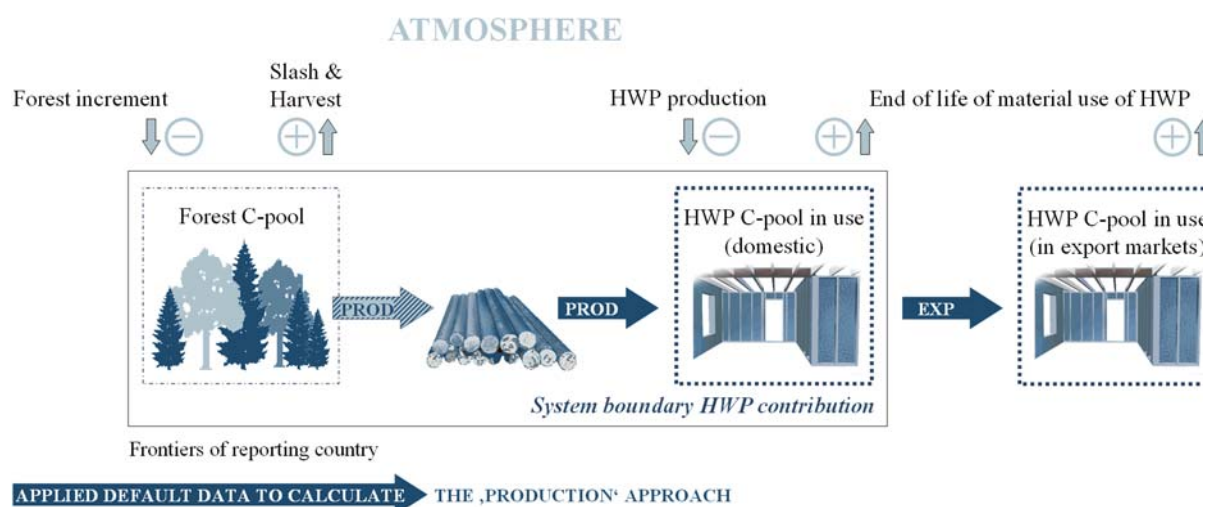 ATMOSPHERE
Slash &
Harvest
Forest increment
HWP production
End of life of material use of HWP
Forest C-pool
HWP C-pool in use
(domestic)
HWP C-pool in use
(in export markets)
PROD
PROD
EXP
System boundary HWP contribution
Frontiers of reporting country
APPLIED DEFAULT DATA TO CALCULATE
THE ‚PRODUCTION‘ APPROACH